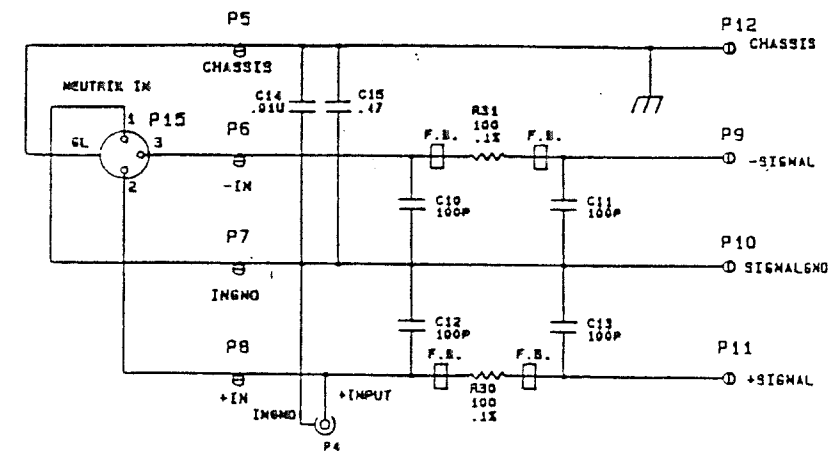 P5
P12
CHASSIS
CHASSIS
NEUTRIK IN
C14
.01U
C15
.47
R31
100
.1%
1
P15
P6
F.B.
F.B.
P9
GL
3
-SIGNAL
-IN
2
C10
100P
C11
100P
P7
P10
SIGNALGND
INGND
C12
100P
C13
100P
P8
F.B.
F.B.
P11
+SIGNAL
+IN
+INPUT
R30
100
.1%
INGND
P4